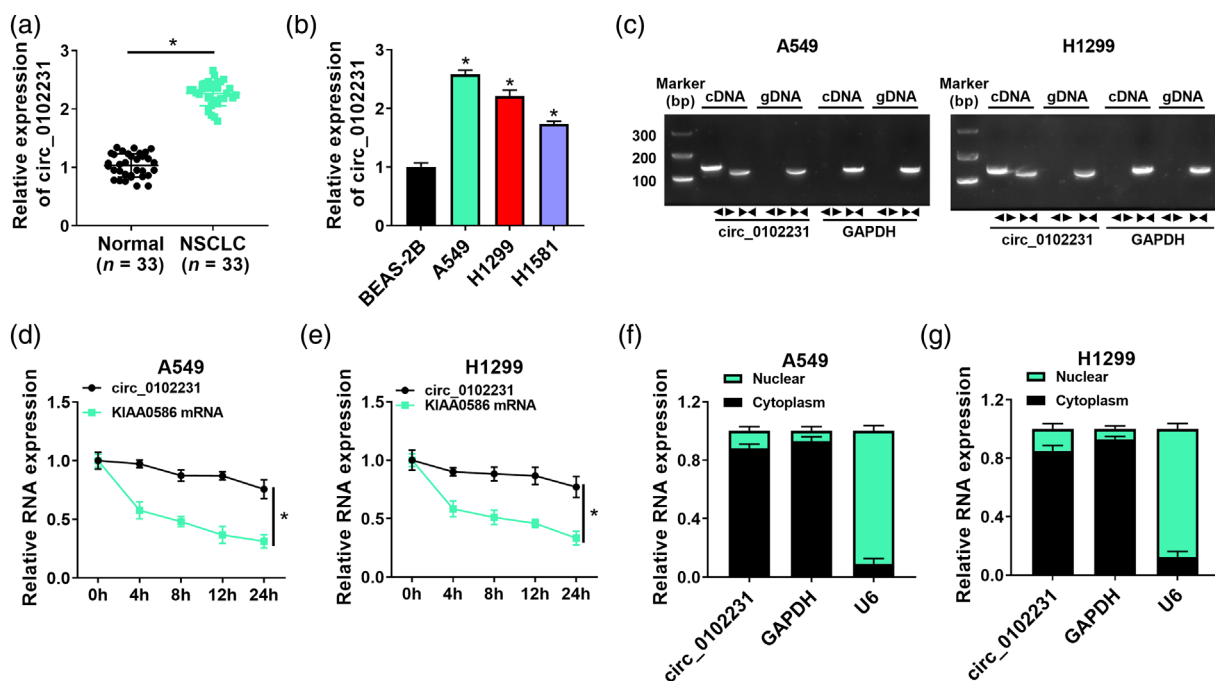 (a)
Relative expression
of circ_0102231
3
2
1
0
*
Normal
(n = 33)
NSCLC
(n = 33)
(b)
Relative expression
of circ_0102231
3
2
1
0
*
*
*
BEAS-2B
A549
H1299
H1581
(c)
A549
Marker
(bp)
cDNA
gDNA
cDNA
gDNA
300
200
100
circ_0102231
GAPDH
H1299
Marker
(bp)
cDNA
gDNA
cDNA
gDNA
300
200
100
circ_0102231
GAPDH
(d)
A549
circ_0102231
KIAA0586 mRNA
Relative RNA expression
1.5
1.0
0.5
0.0
*
0h
4h
8h
12h
24h
(e)
H1299
circ_0102231
KIAA0586 mRNA
Relative RNA expression
1.5
1.0
0.5
0.0
*
0h
4h
8h
12h
24h
(f)
A549
Nuclear
Cytoplasm
Relative RNA expression
1.2
0.8
0.4
0.0
circ_0102231
GAPDH
U6
(g)
H1299
Nuclear
Cytoplasm
Relative RNA expression
1.2
0.8
0.4
0.0
circ_0102231
GAPDH
U6